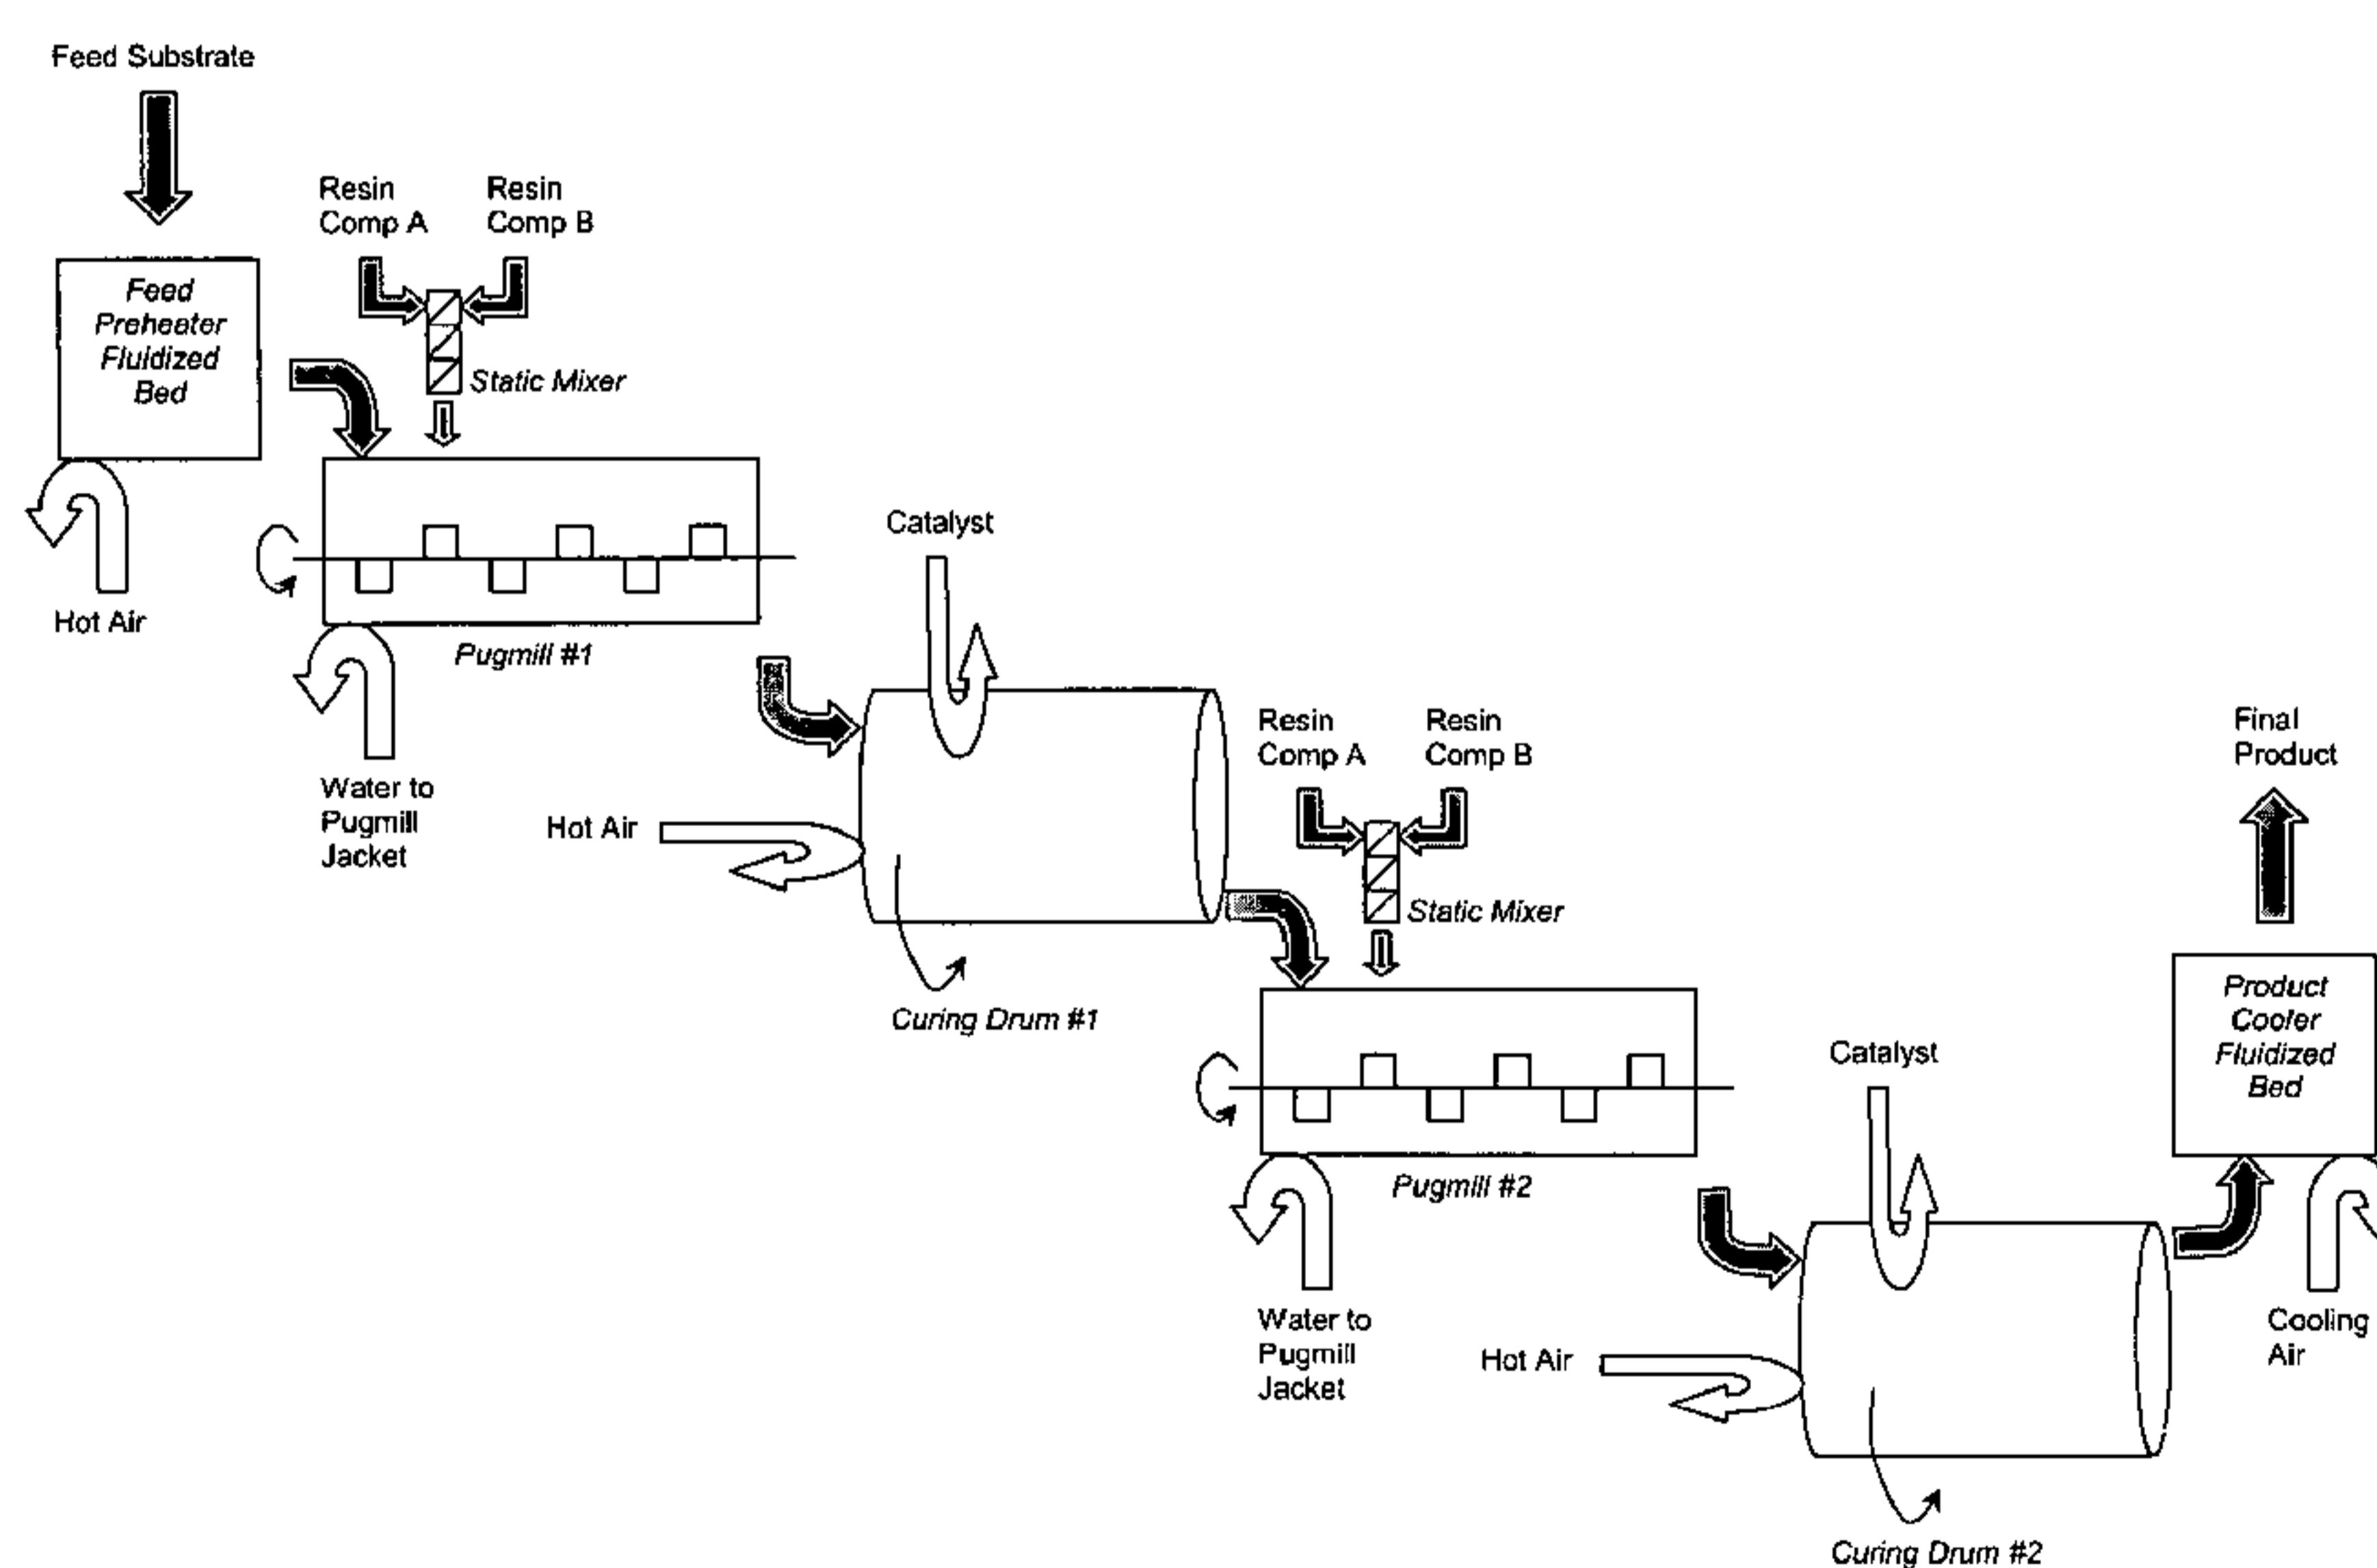 Feed Substrate
Resin
Comp A
Resin
Comp B
Feed
Preheater
Fluidized
Bed
Static Mixer
Hot Air
Pugmill #1
Water to
Pugmill
Jacket
Catalyst
Hot Air
Curing Drum #1
Resin
Comp A
Resin
Comp B
Static Mixer
Pugmill #2
Water to
Pugmill
Jacket
Catalyst
Hot Air
Curing Drum #2
Final
Product
Product
Cooler
Fluidized
Bed
Cooling
Air